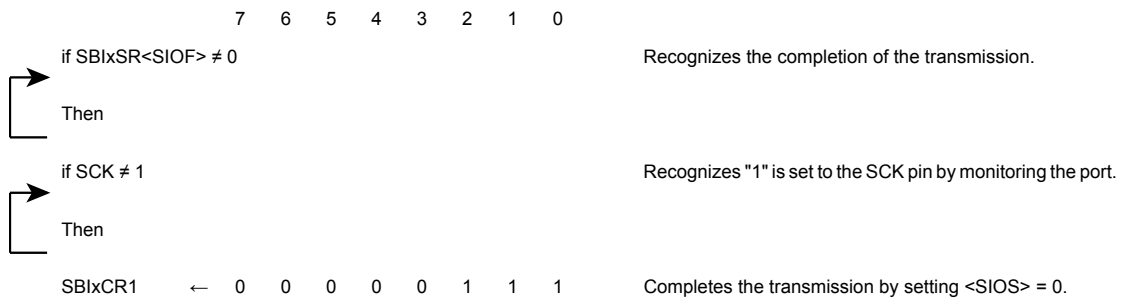 7 6 5 4 3 2 1 0
if SBIxSR<SIOF> ≠ 0 Recognizes the completion of the transmission.
Then
if SCK ≠ 1 Recognizes "1" is set to the SCK pin by monitoring the port.
Then
SBIxCR1 ← 0 0 0 0 0 1 1 1 Completes the transmission by setting <SIOS> = 0.